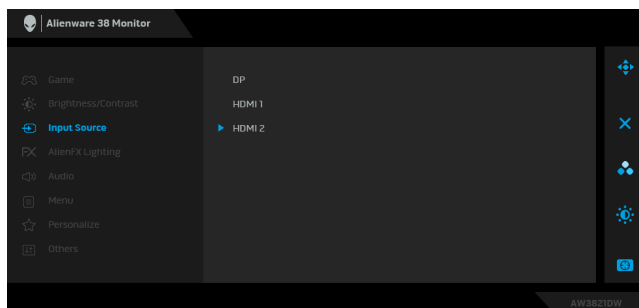 Alienware 38 Monitor
Game
Brightness/Contrast
Input Source
AlienFX Lighting
Audio
Menu
Personalize
Others
DP
HDMI 1
HDMI 2
AW3821DW